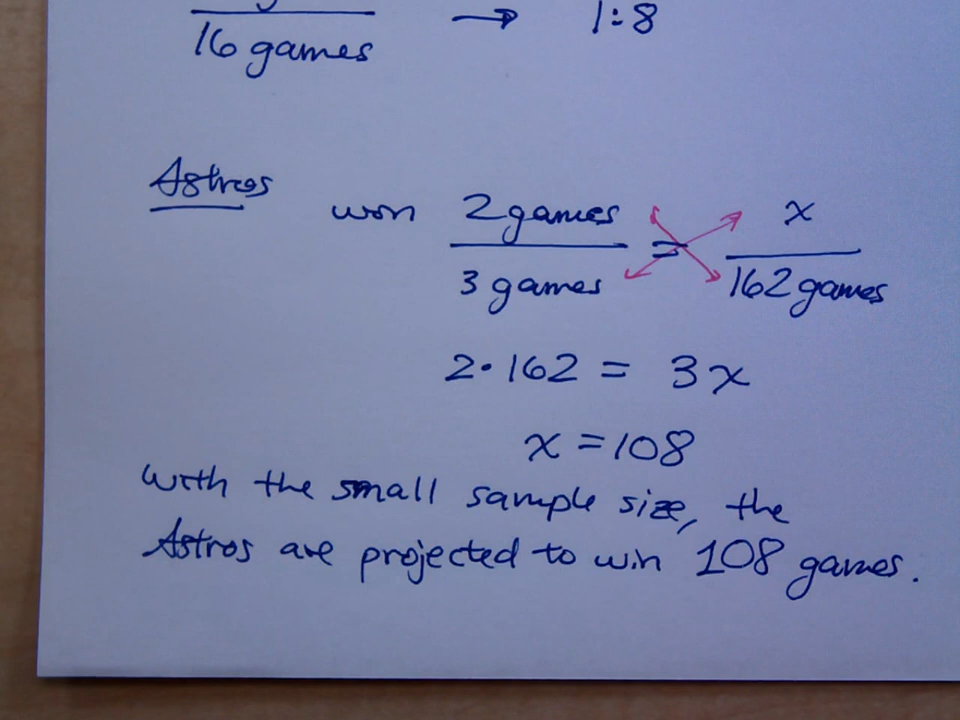 16 games → 1:8
Astros
won 2 games = x
3 games 162 games
2·162 = 3x
x = 108
With the small sample size, the
Astros are projected to win 108 games.